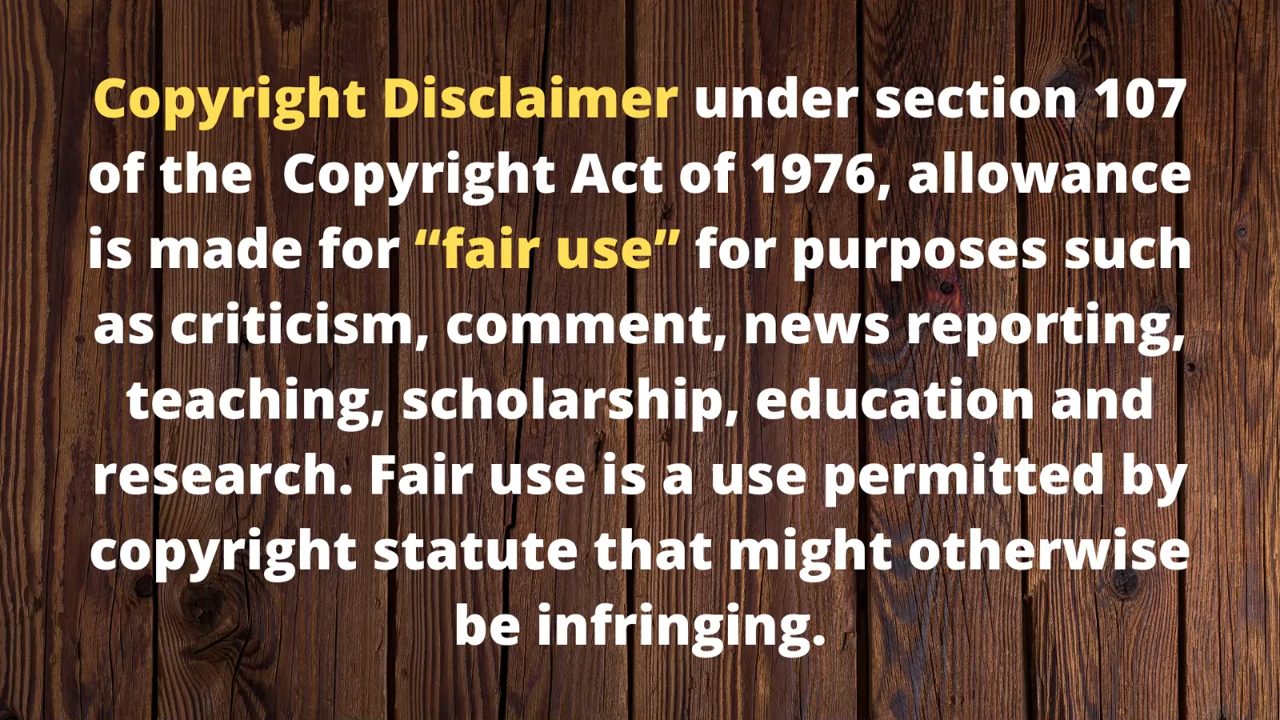 Copyright Disclaimer under section 107
of the  Copyright Act of 1976, allowance
is made for “fair use” for purposes such
as criticism, comment, news reporting,
teaching, scholarship, education and
research. Fair use is a use permitted by
copyright statute that might otherwise
be infringing.